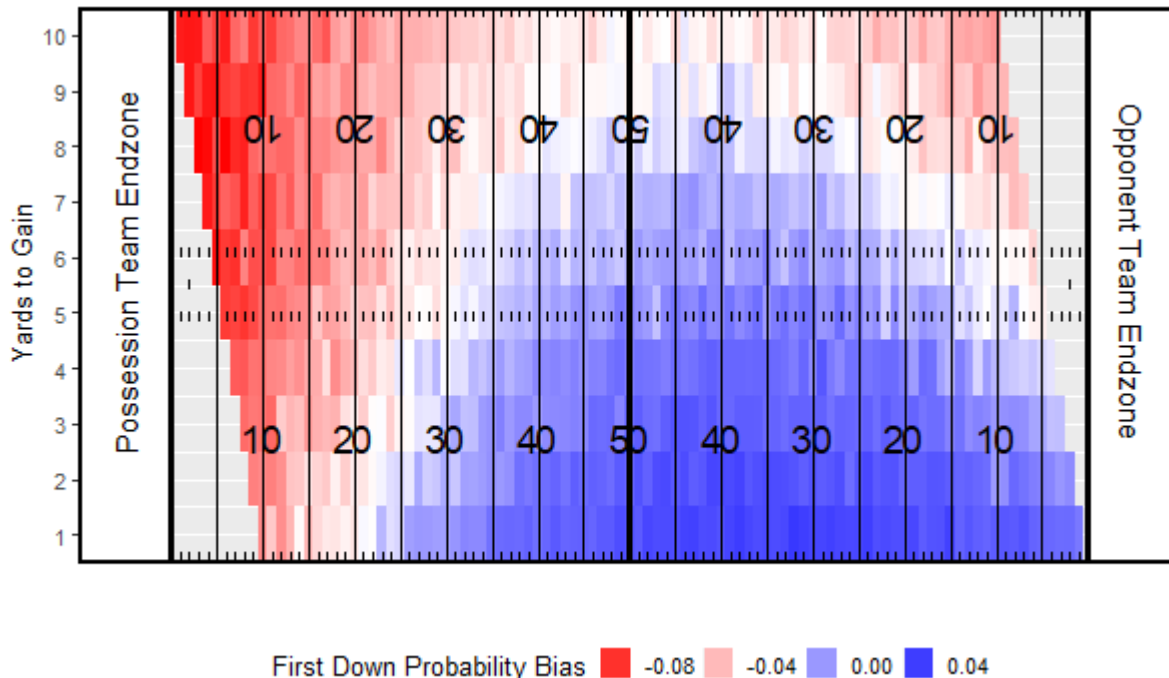 10
9
8
7
6
5
4
3
2
1
Yards to Gain
Possession Team Endzone
10 20 30 40 50 40 30 20 10
10 20 30 40 50 40 30 20 10
Opponent Team Endzone
First Down Probability Bias -0.08 -0.04 0.00 0.04